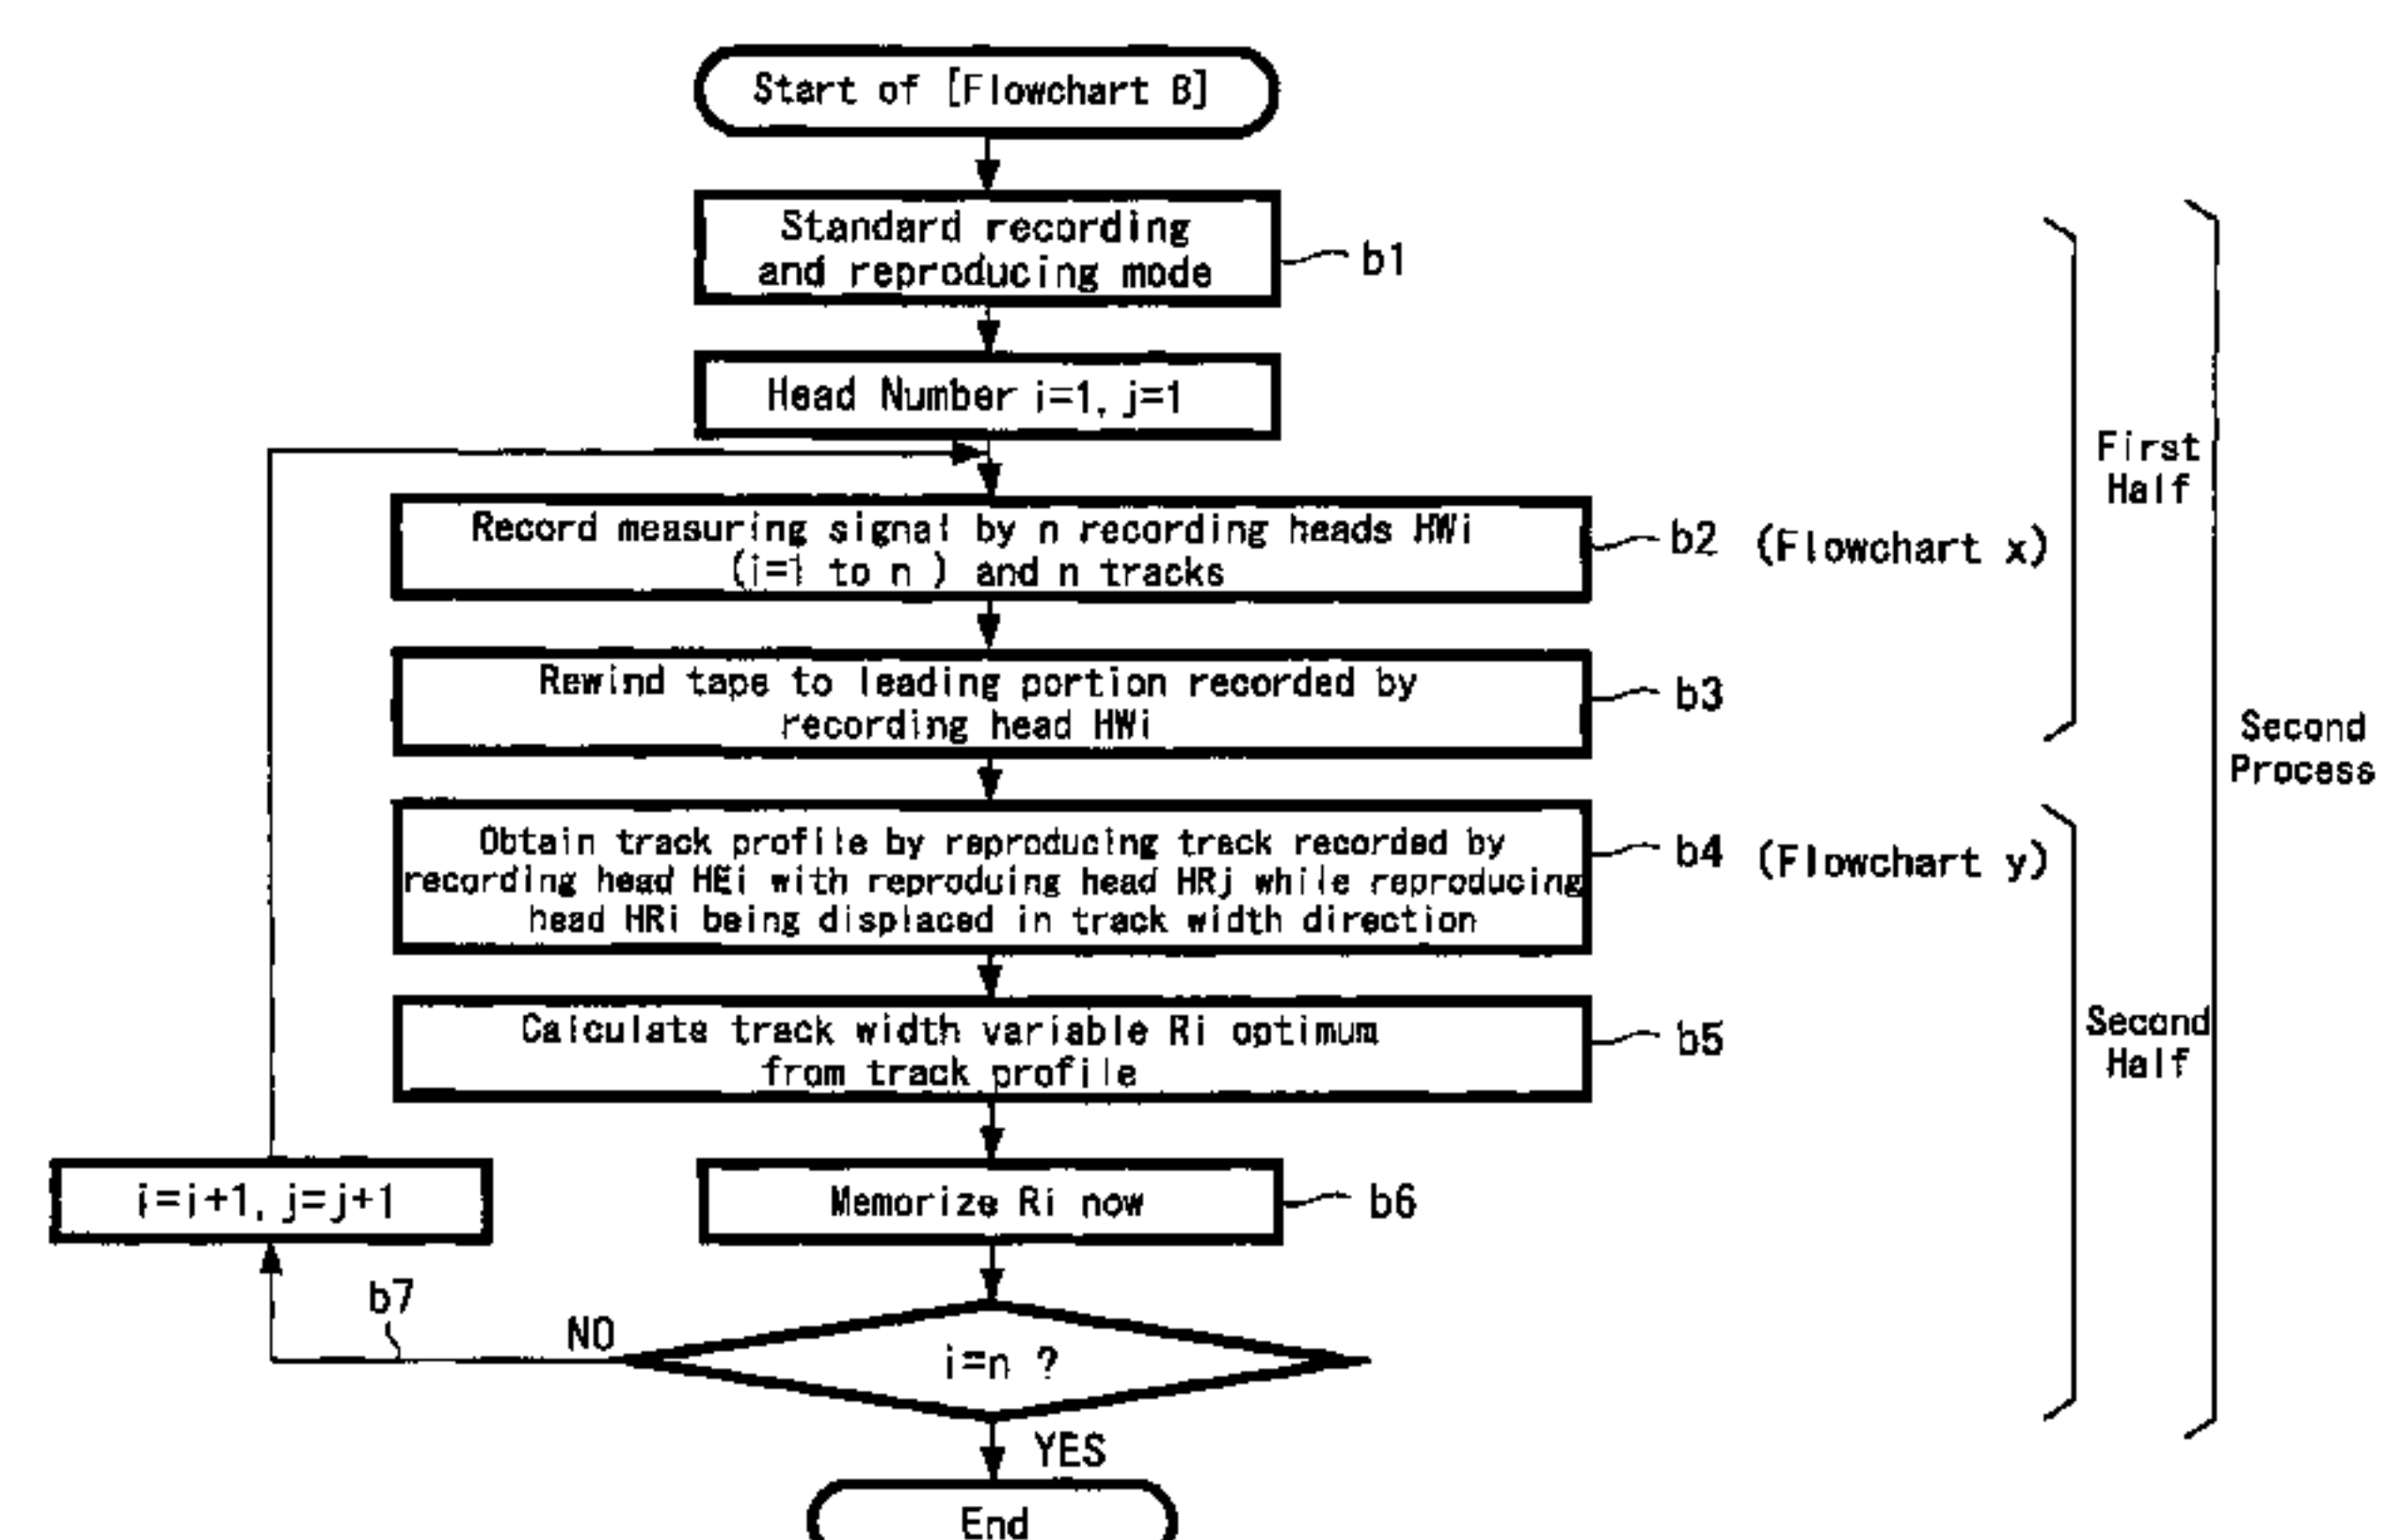 Start of [Flowchart B]
Standard recording
and reproducing mode
b1
Head Number i=1, j=1
First
Half
Record measuring signal by n recording heads HWi
(i=1 to n ) and n tracks
b2 (Flowchart x)
Rewind tape to leading portion recorded by
recording head HWi
b3
Second
Process
Obtain track profile by reproducing track recorded by
recording head HEi with reproduing head HRj while reproducing
head HRi being displaced in track width direction
b4 (Flowchart y)
Calculate track width variable Ri optimum
from track profile
b5
Second
Half
i=i+1, j=j+1
Memorize Ri now
b6
b7
NO
i=n ?
YES
End